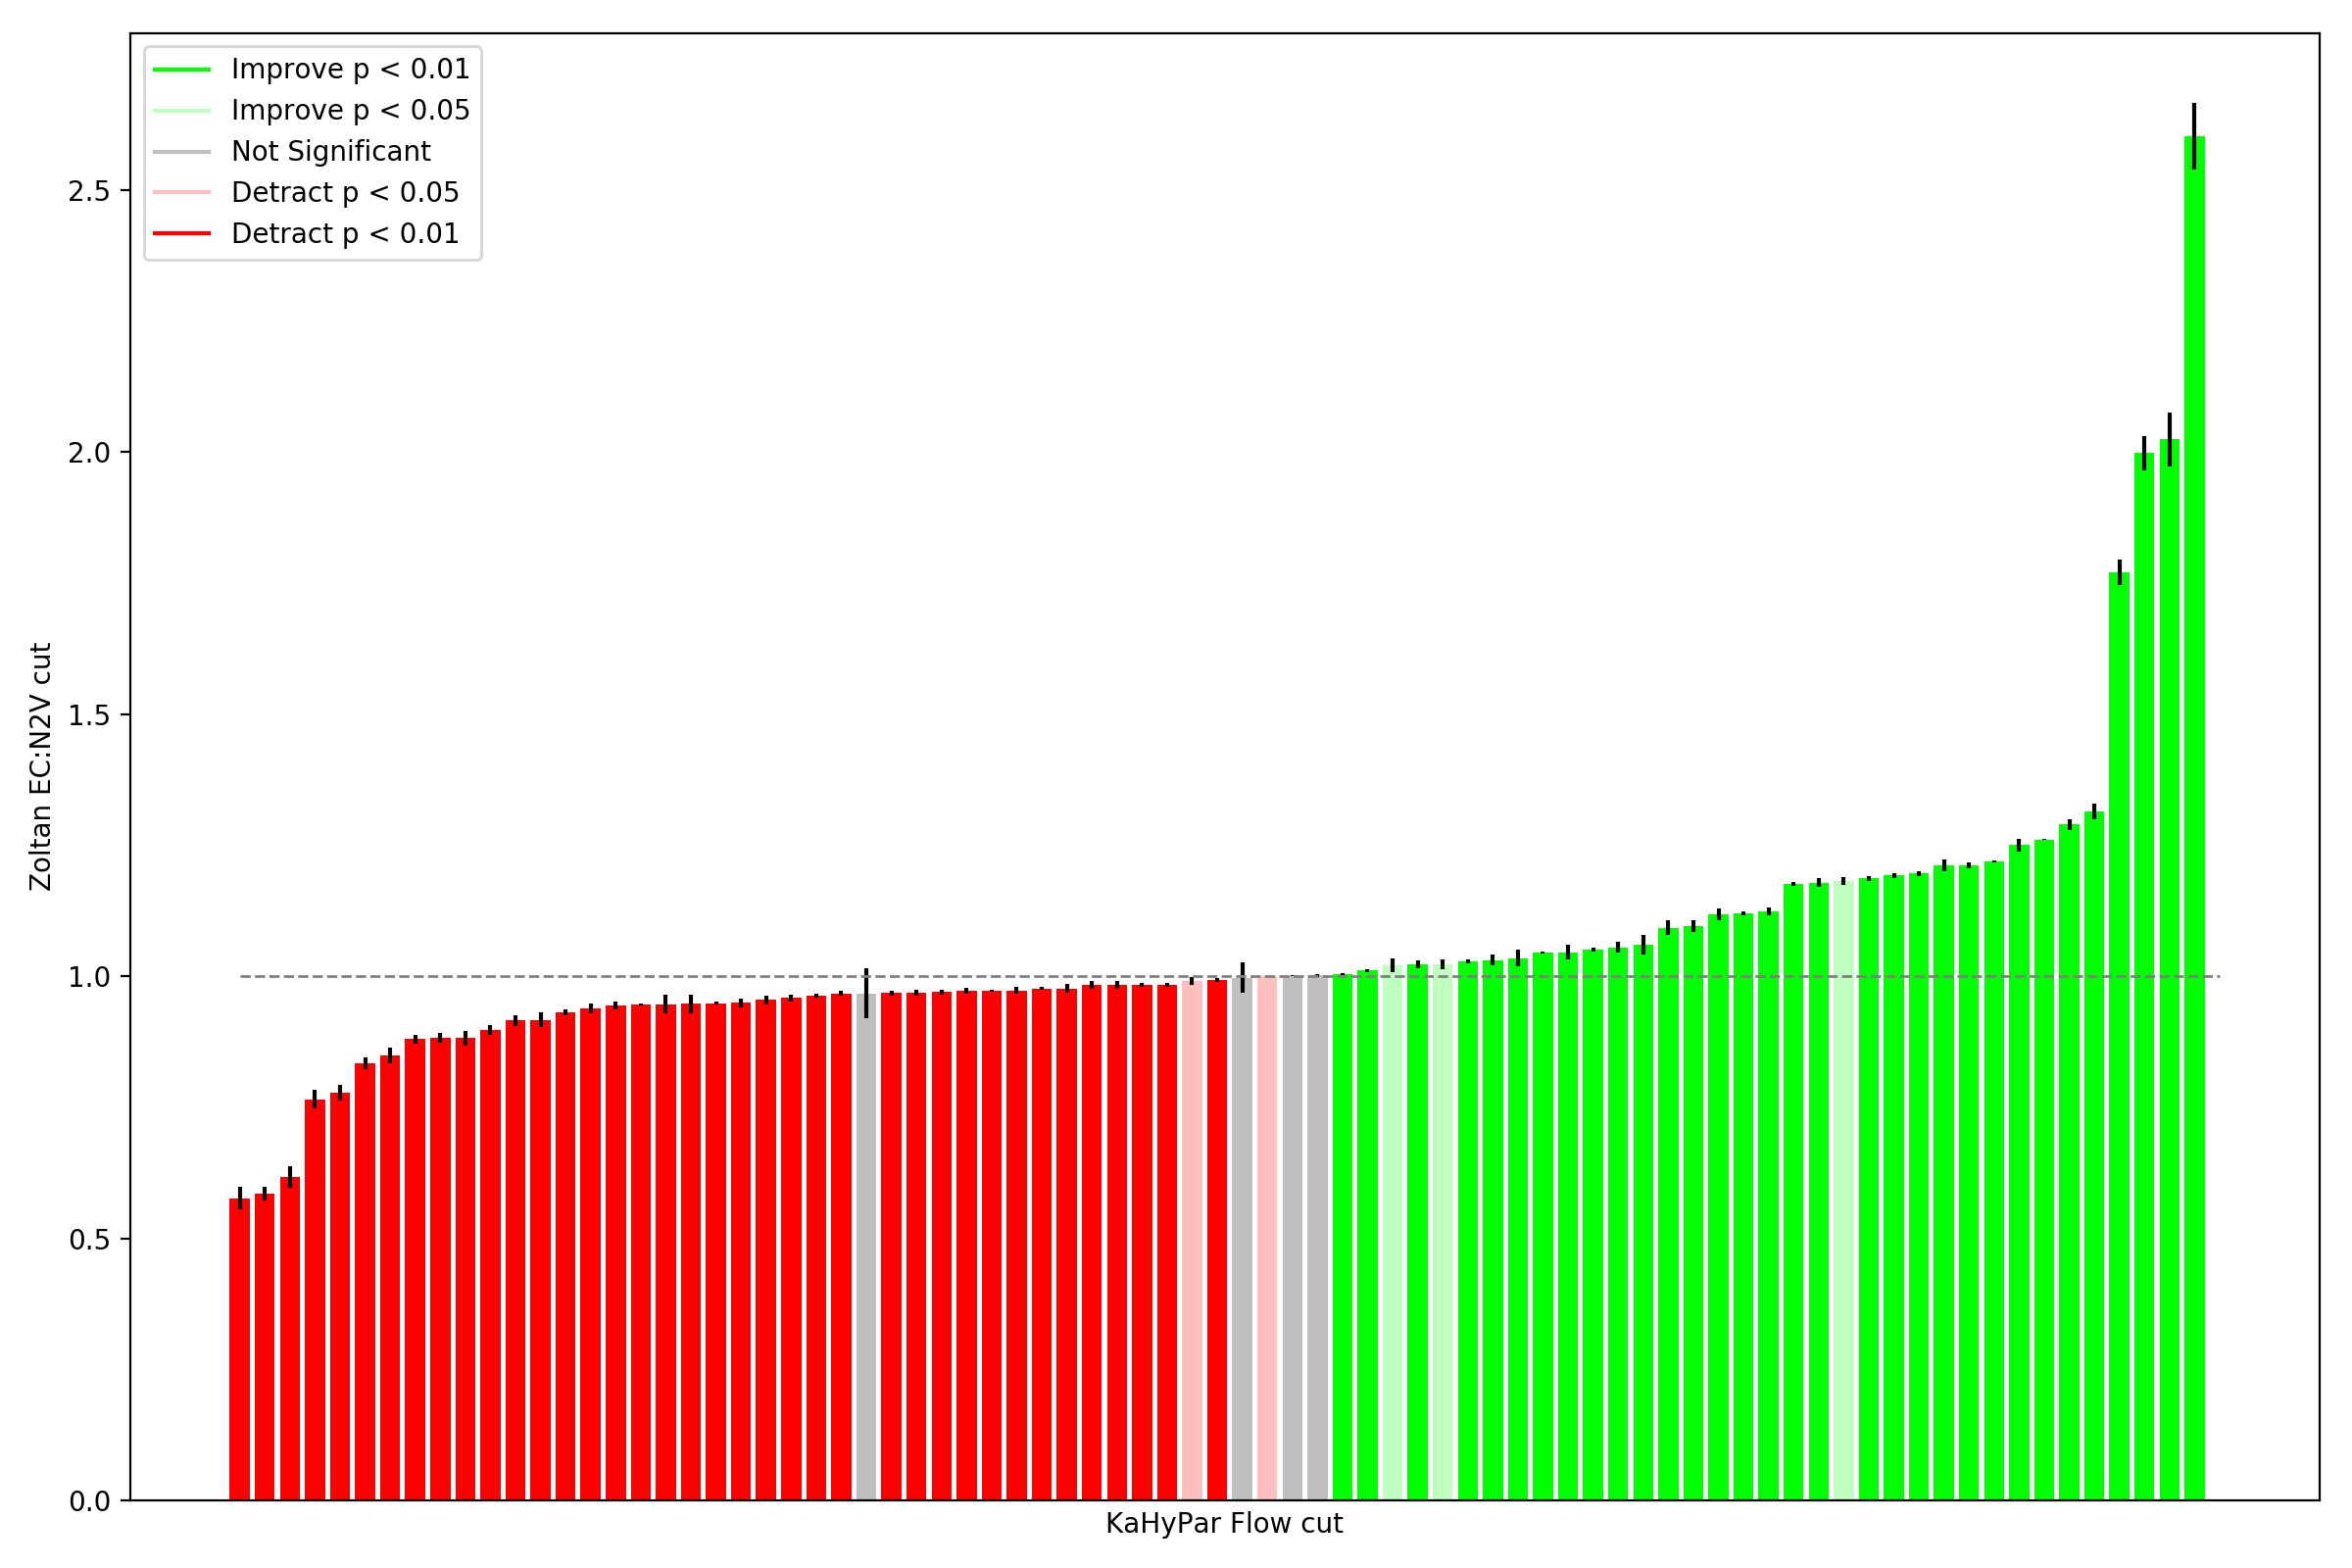 Improve p < 0.01
Improve p < 0.05
Not Significant
Detract p < 0.05
Detract p < 0.01
2.5
2.0
1.5
1.0
0.5
0.0
Zoltan EC:N2V cut
KaHyPar Flow cut